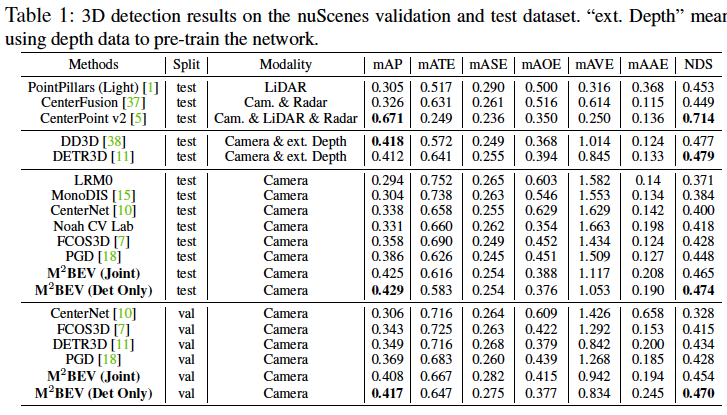 Table 1: 3D detection results on the nuScenes validation and test dataset. “ext. Depth” mean
using depth data to pre-train the network.
Methods | Split | Modality | mAP | mATE | mASE | mAOE | mAVE | mAAE | NDS
PointPillars (Light) [1] | test | LiDAR | 0.305 | 0.517 | 0.290 | 0.500 | 0.316 | 0.368 | 0.453
CenterFusion [37] | test | Cam. & Radar | 0.326 | 0.631 | 0.261 | 0.516 | 0.614 | 0.115 | 0.449
CenterPoint v2 [5] | test | Cam. & LiDAR & Radar | 0.671 | 0.249 | 0.236 | 0.350 | 0.250 | 0.136 | 0.714
DD3D [38] | test | Camera & ext. Depth | 0.418 | 0.572 | 0.249 | 0.368 | 1.014 | 0.124 | 0.477
DETR3D [11] | test | Camera & ext. Depth | 0.412 | 0.641 | 0.255 | 0.394 | 0.845 | 0.133 | 0.479
LRM0 | test | Camera | 0.294 | 0.752 | 0.265 | 0.603 | 1.582 | 0.14 | 0.371
MonoDIS [15] | test | Camera | 0.304 | 0.738 | 0.263 | 0.546 | 1.553 | 0.134 | 0.384
CenterNet [10] | test | Camera | 0.338 | 0.658 | 0.255 | 0.629 | 1.629 | 0.142 | 0.400
Noah CV Lab | test | Camera | 0.331 | 0.660 | 0.262 | 0.354 | 1.663 | 0.198 | 0.418
FCOS3D [7] | test | Camera | 0.358 | 0.690 | 0.249 | 0.452 | 1.434 | 0.124 | 0.428
PGD [18] | test | Camera | 0.386 | 0.626 | 0.245 | 0.451 | 1.509 | 0.127 | 0.448
M²BEV (Joint) | test | Camera | 0.425 | 0.616 | 0.254 | 0.388 | 1.117 | 0.208 | 0.465
M²BEV (Det Only) | test | Camera | 0.429 | 0.583 | 0.254 | 0.376 | 1.053 | 0.190 | 0.474
CenterNet [10] | val | Camera | 0.306 | 0.716 | 0.264 | 0.609 | 1.426 | 0.658 | 0.328
FCOS3D [7] | val | Camera | 0.343 | 0.725 | 0.263 | 0.422 | 1.292 | 0.153 | 0.415
DETR3D [11] | val | Camera | 0.349 | 0.716 | 0.268 | 0.379 | 0.842 | 0.200 | 0.434
PGD [18] | val | Camera | 0.369 | 0.683 | 0.260 | 0.439 | 1.268 | 0.185 | 0.428
M²BEV (Joint) | val | Camera | 0.408 | 0.667 | 0.282 | 0.415 | 0.942 | 0.194 | 0.454
M²BEV (Det Only) | val | Camera | 0.417 | 0.647 | 0.275 | 0.377 | 0.834 | 0.245 | 0.470